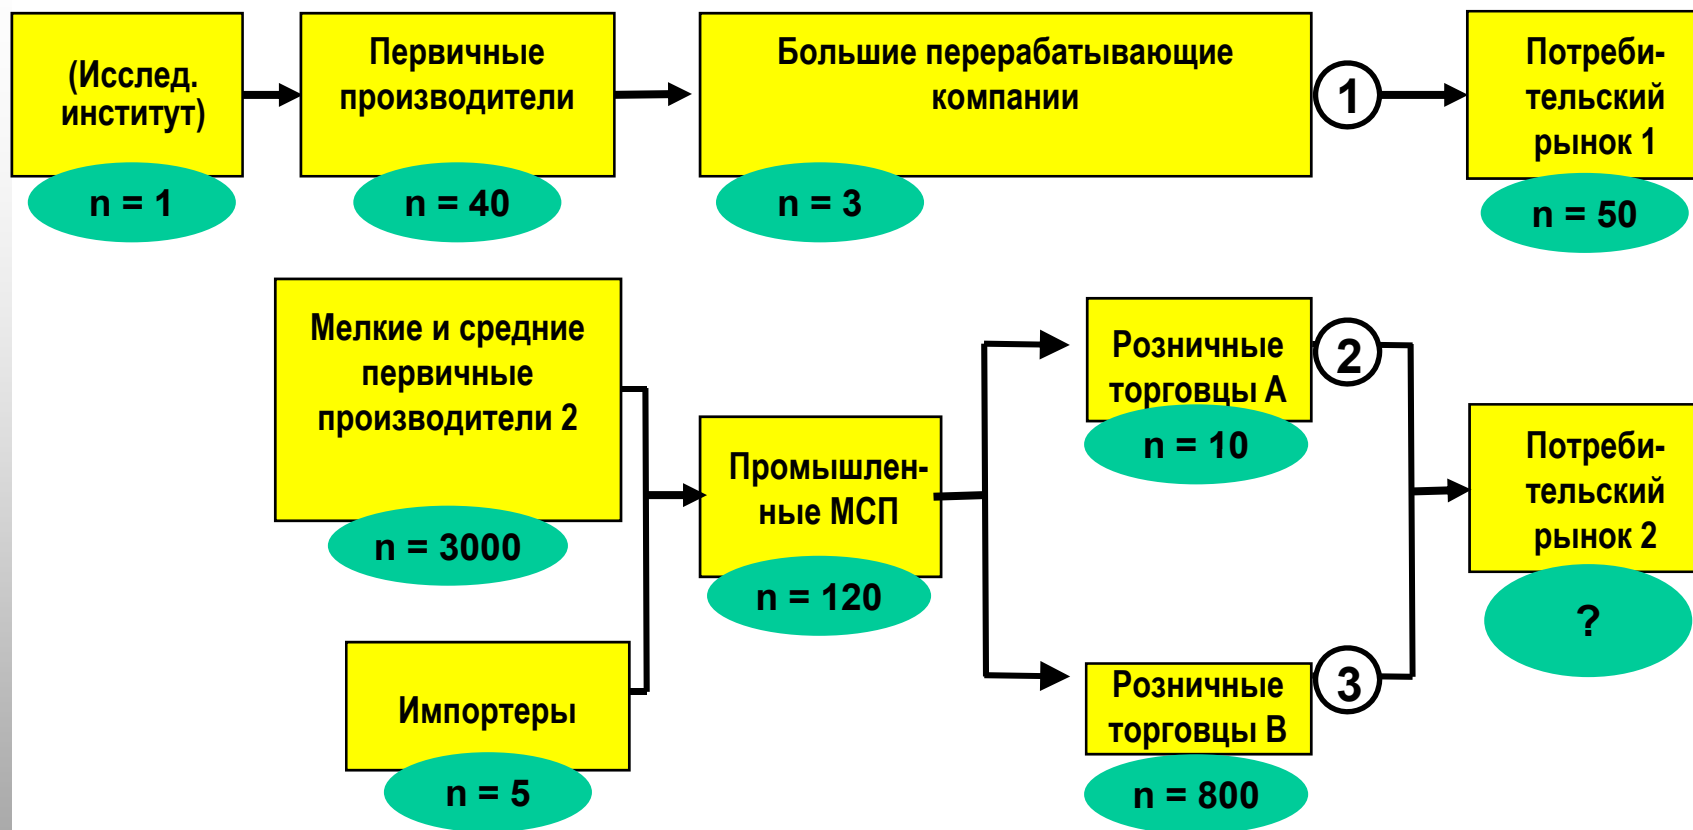 (Исслед.
институт)
n = 1
Первичные
производители
n = 40
Большие перерабатывающие
компании
n = 3
1
Потреби-
тельский
рынок 1
n = 50
Мелкие и средние
первичные
производители 2
n = 3000
Импортеры
n = 5
Промышлен-
ные МСП
n = 120
Розничные
торговцы А
n = 10
2
Розничные
торговцы В
n = 800
3
Потреби-
тельский
рынок 2
?